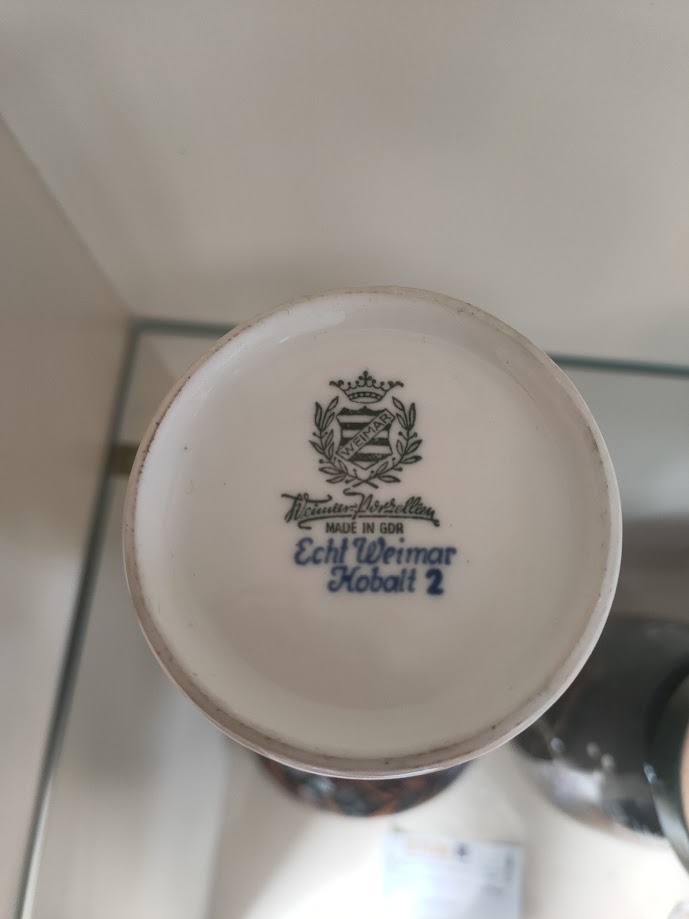 WEIMAR
Weimar-Porzellan
MADE IN GDR
Echt Weimar
Kobalt 2